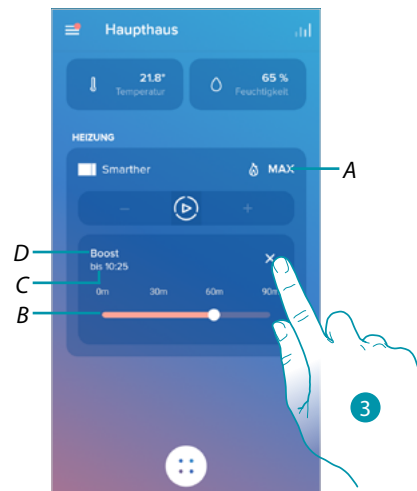 Haupthaus
21.8°
Temperatur
65 %
Feuchtigkeit
HEIZUNG
Smarther
MAX
A
− +
D
Boost
C
bis 10:25
0m 30m 60m 90m
B
3